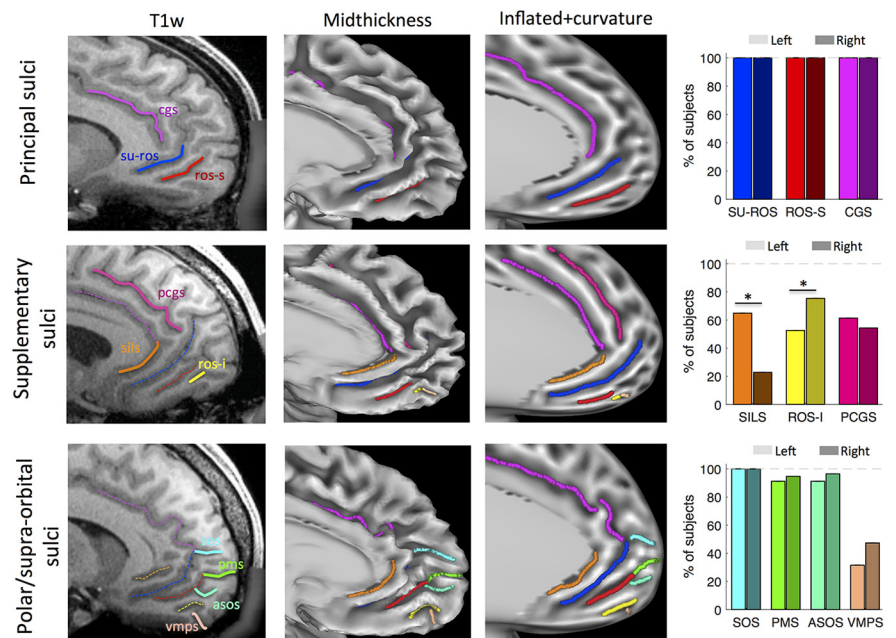 T1w
Midthickness
Inflated+curvature
Principal sulci
cgs
su-ros
ros-s
Left
Right
% of subjects
100
80
60
40
20
0
SU-ROS
ROS-S
CGS
Supplementary
sulci
pcgs
sils
ros-i
Left
Right
% of subjects
100
80
60
40
20
0
*
*
SILS
ROS-I
PCGS
Polar/supra-orbital
sulci
pms
asos
vmps
Left
Right
% of subjects
100
80
60
40
20
0
SOS
PMS
ASOS
VMPS